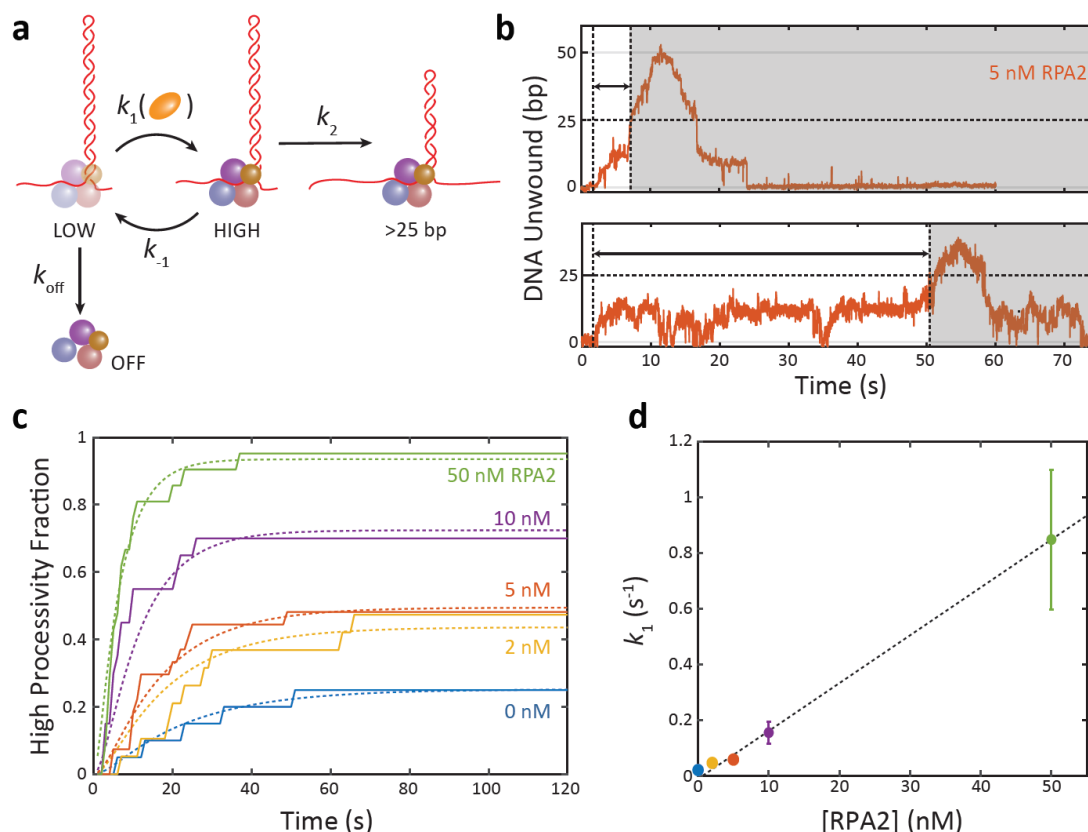 a
k1( )
k2
k-1
LOW
HIGH
>25 bp
koff
OFF
b
DNA Unwound (bp)
50
25
0
5 nM RPA2
25
0
0 10 20 30 40 50 60 70
Time (s)
c
High Processivity Fraction
1
0.8
0.6
0.4
0.2
0
50 nM RPA2
10 nM
5 nM
2 nM
0 nM
0 20 40 60 80 100 120
Time (s)
d
k1 (s-1)
1.2
1
0.8
0.6
0.4
0.2
0
0 10 20 30 40 50
[RPA2] (nM)